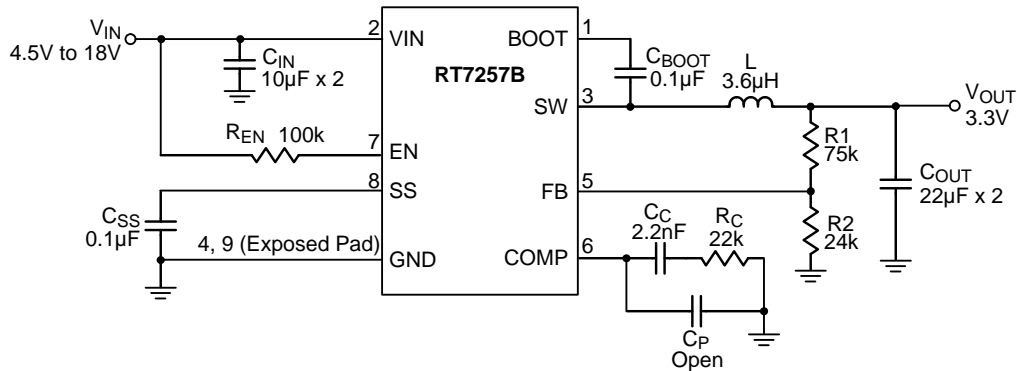 VIN
4.5V to 18V
CIN
10µF x 2
REN 100k
CSS
0.1µF
4, 9 (Exposed Pad)
2
7
8
VIN
EN
SS
GND
RT7257B
BOOT
SW
FB
COMP
1
3
5
6
CBOOT
0.1µF
L
3.6µH
VOUT
3.3V
R1
75k
COUT
22µF x 2
R2
24k
CC
2.2nF
RC
22k
CP
Open